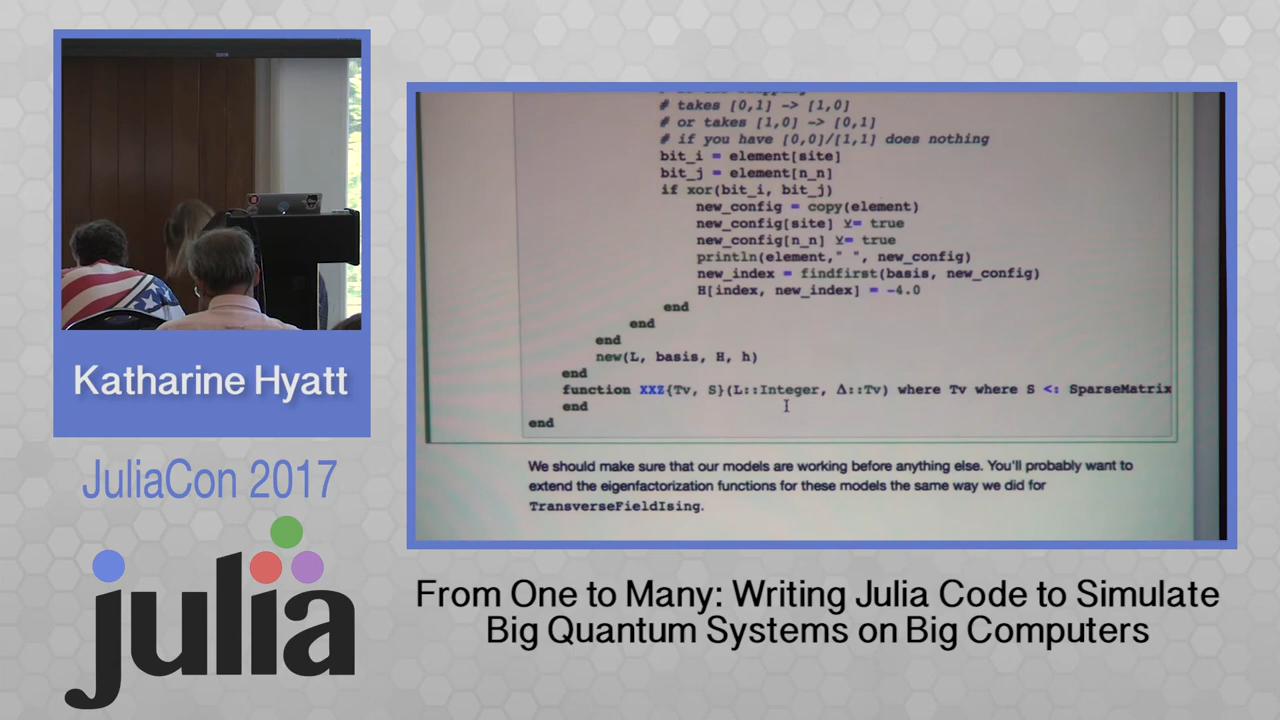 Katharine Hyatt
JuliaCon 2017
julia
# takes [0,1] -> [1,0]
# or takes [1,0] -> [0,1]
# if you have [0,0]/[1,1] does nothing
bit_i = element[site]
bit_j = element[n_n]
if xor(bit_i, bit_j)
new_config = copy(element)
new_config[site] ⊻= true
new_config[n_n] ⊻= true
println(element," ", new_config)
new_index = findfirst(basis, new_config)
H[index, new_index] = -4.0
end
end
end
new(L, basis, H, h)
end
function XXZ{Tv, S}(L::Integer, Δ::Tv) where Tv where S <: SparseMatrix
end
end
We should make sure that our models are working before anything else. You'll probably want to
extend the eigenfactorization functions for these models the same way we did for
TransverseFieldIsing.
From One to Many: Writing Julia Code to Simulate
Big Quantum Systems on Big Computers